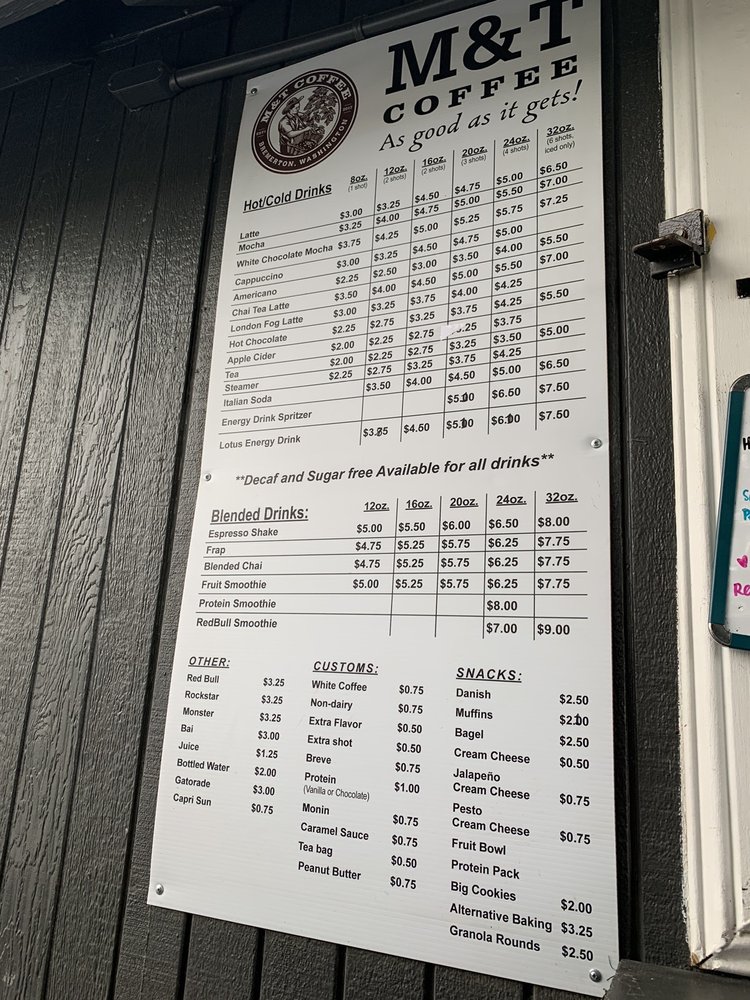 M&T COFFEE
BREMERTON, WASHINGTON
M&T
COFFEE
As good as it gets!
Hot/Cold Drinks 8oz. 12oz. 16oz. 20oz. 24oz. 32oz.
(1 shot) (2 shots) (2 shots) (3 shots) (4 shots) (6 shots, iced only)
Latte $3.00 $3.25 $4.50 $4.75 $5.00 $6.50
Mocha $3.25 $4.00 $4.75 $5.00 $5.50 $7.00
White Chocolate Mocha $3.75 $4.25 $5.00 $5.25 $5.75 $7.25
Cappuccino $3.00 $3.25 $4.50 $4.75 $5.00
Americano $2.25 $2.50 $3.00 $3.50 $4.00 $5.50
Chai Tea Latte $3.50 $4.00 $4.50 $5.00 $5.50 $7.00
London Fog Latte $3.00 $3.25 $3.75 $4.00 $4.25
Hot Chocolate $2.25 $2.75 $3.25 $3.75 $4.25 $5.50
Apple Cider $2.00 $2.25 $2.75 $3.75
Tea $2.00 $2.25 $2.75 $3.25 $3.50 $5.00
Steamer $2.25 $2.75 $3.25 $3.75 $4.25
Italian Soda $3.50 $4.00 $4.50 $5.00 $6.50
Energy Drink Spritzer $6.50 $7.50
Lotus Energy Drink $4.50 $7.50
**Decaf and Sugar free Available for all drinks**
Blended Drinks: 12oz. 16oz. 20oz. 24oz. 32oz.
Espresso Shake $5.00 $5.50 $6.00 $6.50 $8.00
Frap $4.75 $5.25 $5.75 $6.25 $7.75
Blended Chai $4.75 $5.25 $5.75 $6.25 $7.75
Fruit Smoothie $5.00 $5.25 $5.75 $6.25 $7.75
Protein Smoothie $8.00
RedBull Smoothie $7.00 $9.00
OTHER:
Red Bull $3.25
Rockstar $3.25
Monster $3.25
Bai $3.00
Juice $1.25
Bottled Water $2.00
Gatorade $3.00
Capri Sun $0.75
CUSTOMS:
White Coffee $0.75
Non-dairy $0.75
Extra Flavor $0.50
Extra shot $0.50
Breve $0.75
Protein $1.00
(Vanilla or Chocolate)
Monin $0.75
Caramel Sauce $0.75
Tea bag $0.50
Peanut Butter $0.75
SNACKS:
Danish $2.50
Muffins
Bagel $2.50
Cream Cheese $0.50
Jalapeño
Cream Cheese $0.75
Pesto
Cream Cheese $0.75
Fruit Bowl
Protein Pack
Big Cookies $2.00
Alternative Baking $3.25
Granola Rounds $2.50